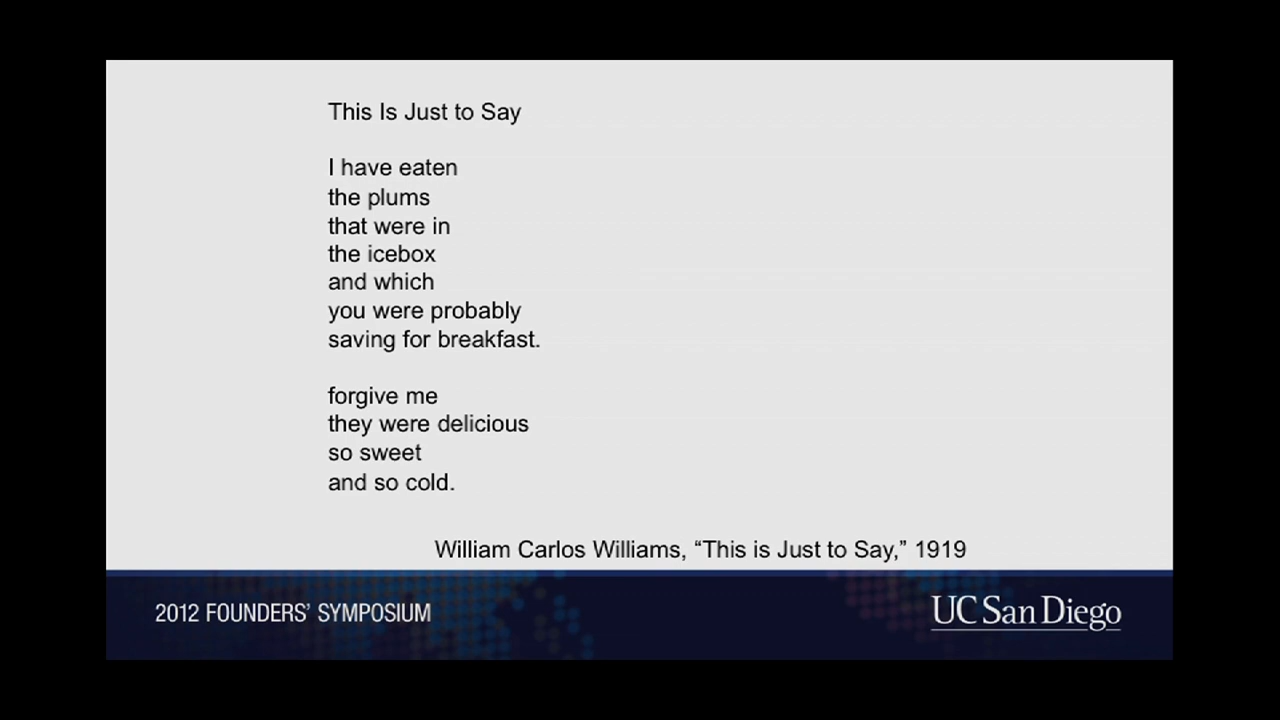 This Is Just to Say
I have eaten
the plums
that were in
the icebox
and which
you were probably
saving for breakfast.
forgive me
they were delicious
so sweet
and so cold.
William Carlos Williams, “This is Just to Say,” 1919
2012 FOUNDERS’ SYMPOSIUM
UC San Diego